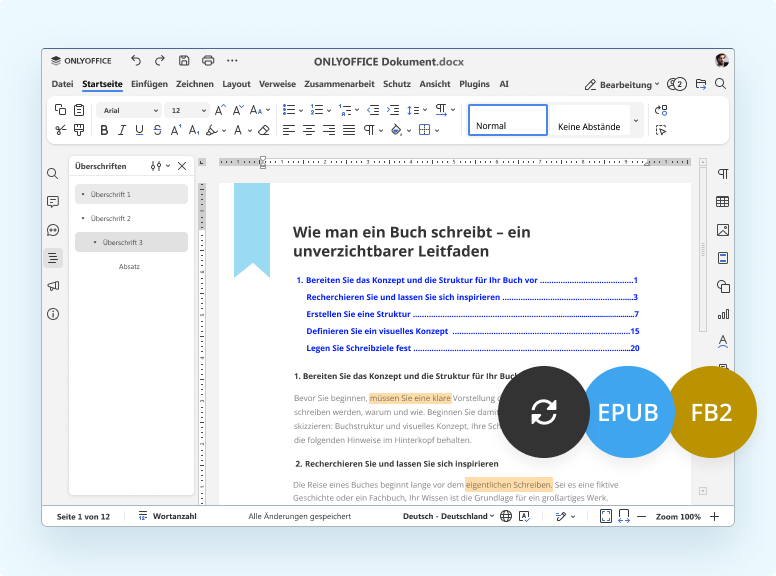 ONLYOFFICE
ONLYOFFICE Dokument.docx
Datei Startseite Einfügen Zeichnen Layout Verweise Zusammenarbeit Schutz Ansicht Plugins AI
Bearbeitung 2
Arial 12
Normal
Keine Abstände
Überschriften
Überschrift 1
Überschrift 2
Überschrift 3
Absatz
Wie man ein Buch schreibt – ein
unverzichtbarer Leitfaden
1. Bereiten Sie das Konzept und die Struktur für Ihr Buch vor ....................................1
Recherchieren Sie und lassen Sie sich inspirieren ..................................................3
Erstellen Sie eine Struktur ..................................................................................7
Definieren Sie ein visuelles Konzept ..................................................................15
Legen Sie Schreibziele fest ................................................................................20
1. Bereiten Sie das Konzept und die Struktur für Ihr Buch
Bevor Sie beginnen, müssen Sie eine klare Vorstellung
schreiben werden, warum und wie. Beginnen Sie damit
skizzieren: Buchstruktur und visuelles Konzept, Ihre
die folgenden Hinweise im Hinterkopf behalten.
EPUB
FB2
2. Recherchieren Sie und lassen Sie sich inspirieren
Die Reise eines Buches beginnt lange vor dem eigentlichen Schreiben. Sei es eine fiktive
Geschichte oder ein Fachbuch, Ihr Wissen ist die Grundlage für ein großartiges Werk.
Seite 1 von 12 Wortanzahl Alle Änderungen gespeichert Deutsch - Deutschland Zoom 100%